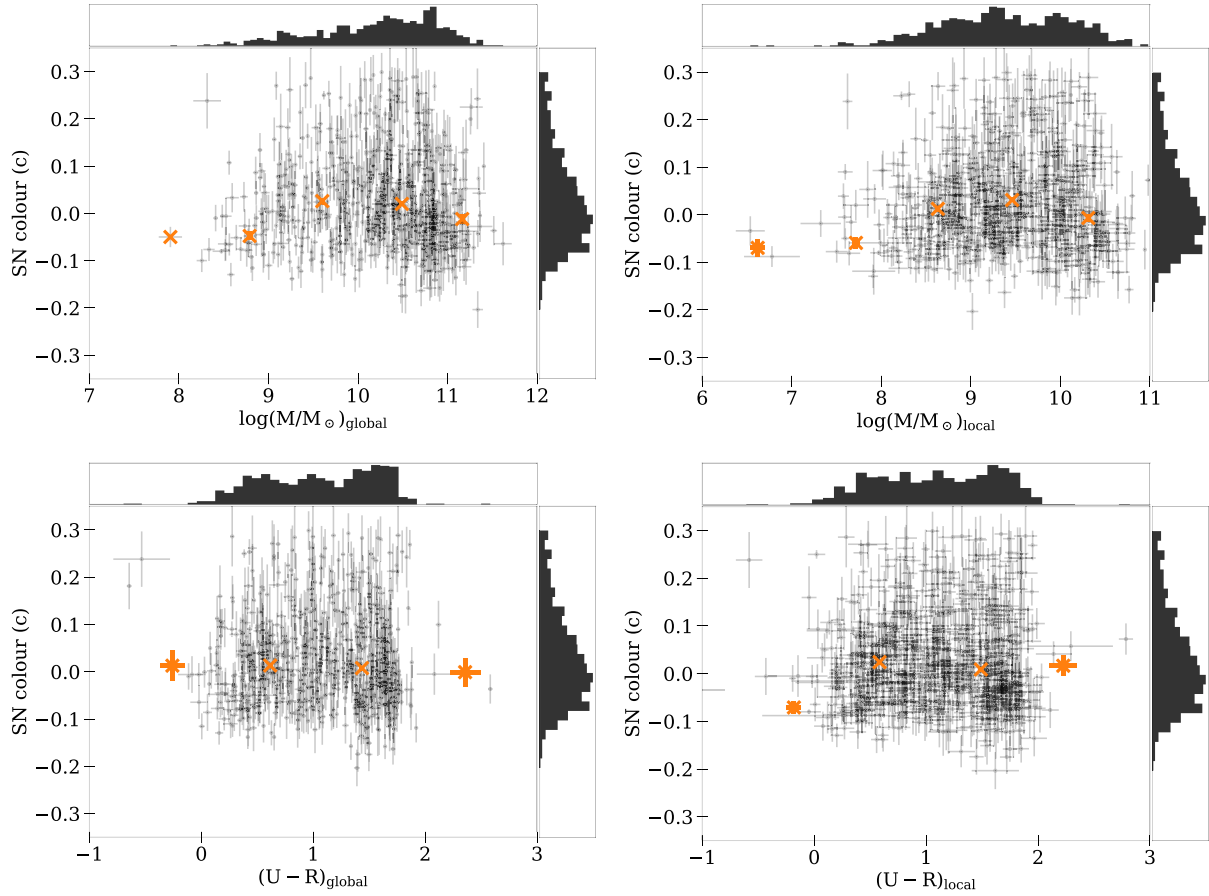 0.3
0.2
0.1
0.0
−0.1
−0.2
−0.3
SN colour (c)
7 8 9 10 11 12
log(M/M⊙)global
0.3
0.2
0.1
0.0
−0.1
−0.2
−0.3
SN colour (c)
6 7 8 9 10 11
log(M/M⊙)local
0.3
0.2
0.1
0.0
−0.1
−0.2
−0.3
SN colour (c)
−1 0 1 2 3
(U − R)global
0.3
0.2
0.1
0.0
−0.1
−0.2
−0.3
SN colour (c)
−1 0 1 2 3
(U − R)local